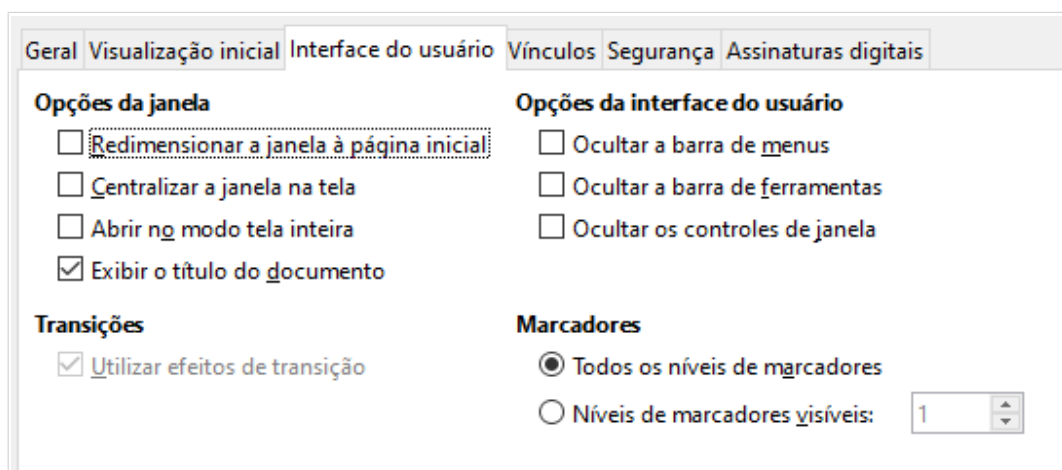 Geral Visualização inicial Interface do usuário Vínculos Segurança Assinaturas digitais
Opções da janela
Redimensionar a janela à página inicial
Centralizar a janela na tela
Abrir no modo tela inteira
Exibir o título do documento
Opções da interface do usuário
Ocultar a barra de menus
Ocultar a barra de ferramentas
Ocultar os controles de janela
Transições
Utilizar efeitos de transição
Marcadores
Todos os níveis de marcadores
Níveis de marcadores visíveis: 1